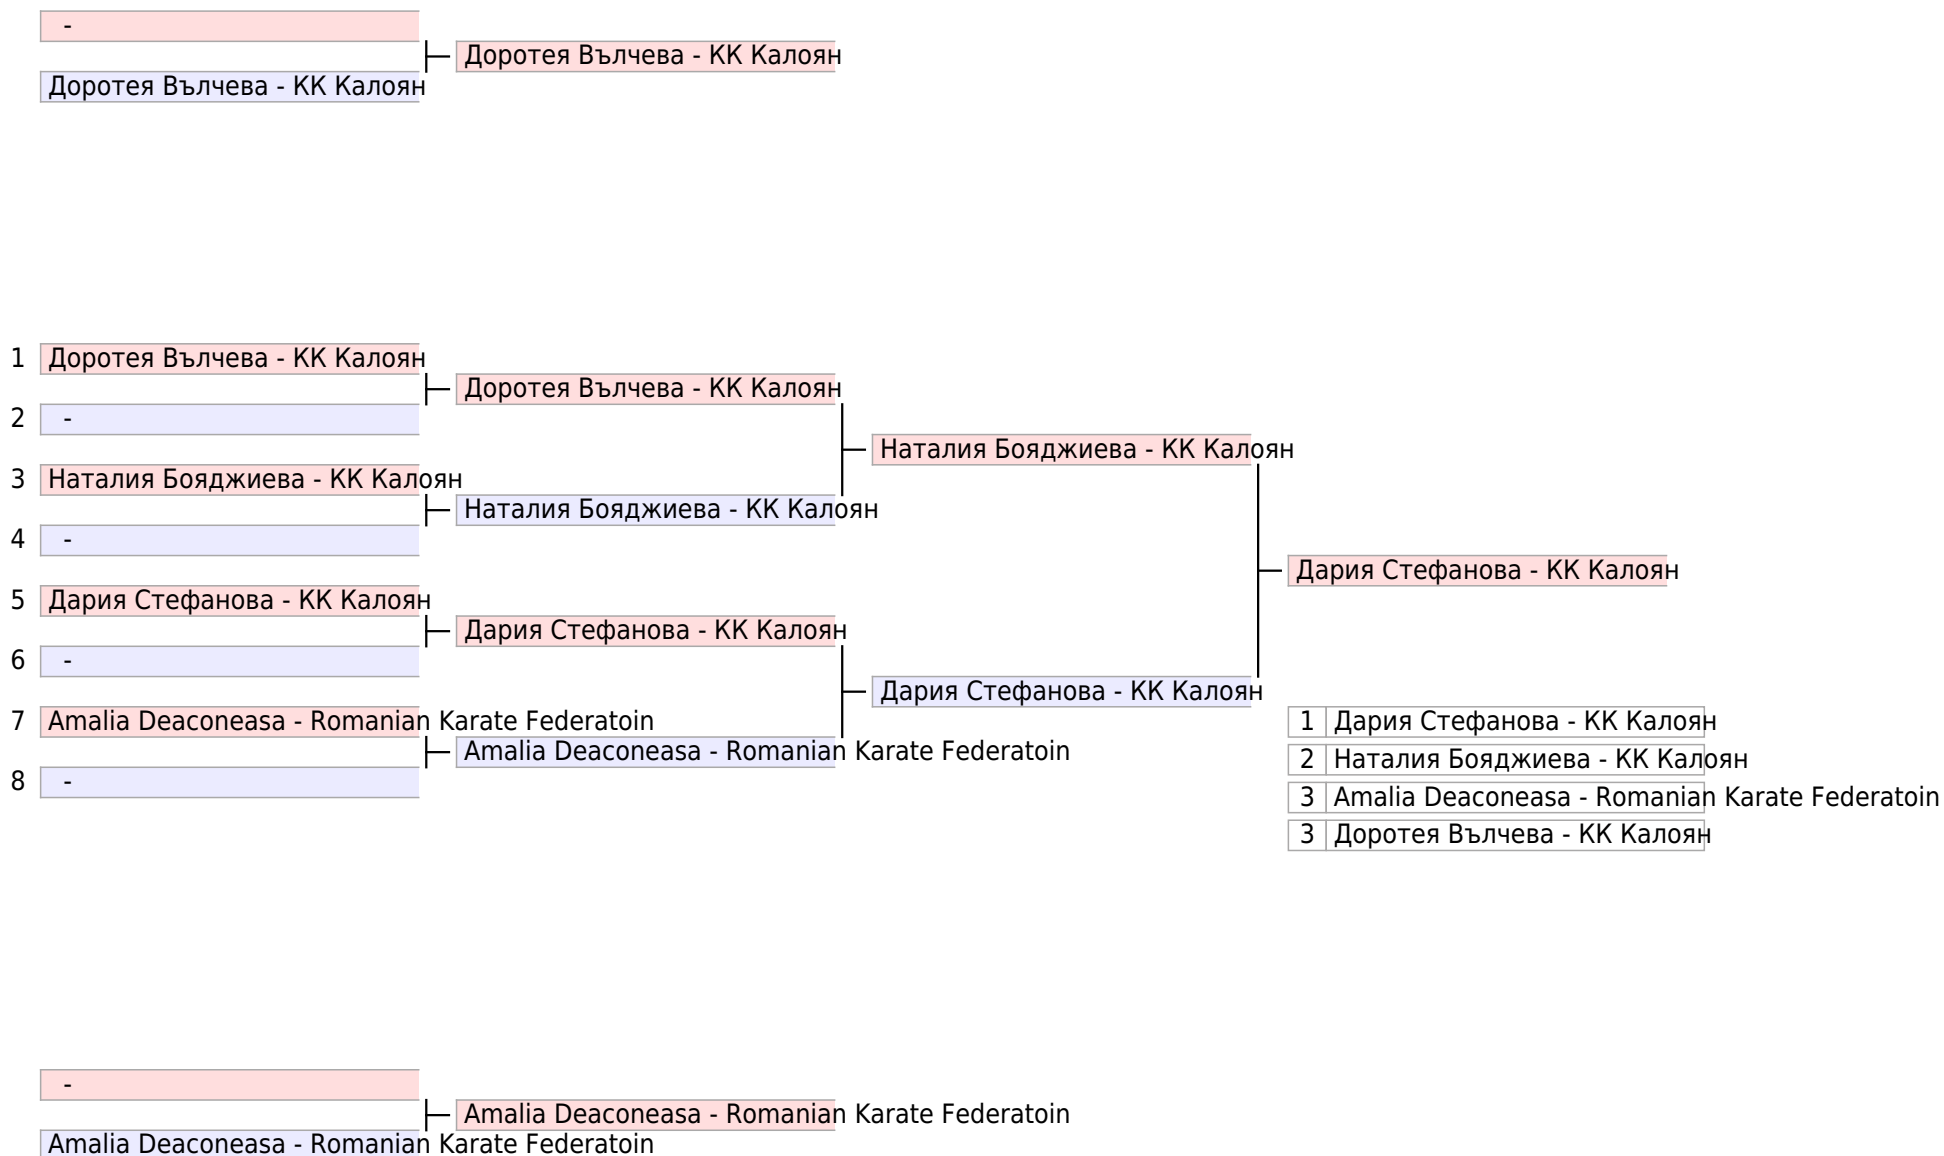 -
Доротея Вълчева - КК Калоян
Доротея Вълчева - КК Калоян
1 Доротея Вълчева - КК Калоян
Доротея Вълчева - КК Калоян
2 -
Наталия Бояджиева - КК Калоян
3 Наталия Бояджиева - КК Калоян
Наталия Бояджиева - КК Калоян
4 -
Дария Стефанова - КК Калоян
5 Дария Стефанова - КК Калоян
Дария Стефанова - КК Калоян
6 -
Дария Стефанова - КК Калоян
7 Amalia Deaconeasa - Romanian Karate Federatoin
1 Дария Стефанова - КК Калоян
Amalia Deaconeasa - Romanian Karate Federatoin
2 Наталия Бояджиева - КК Калоян
8 -
3 Amalia Deaconeasa - Romanian Karate Federatoin
3 Доротея Вълчева - КК Калоян
-
Amalia Deaconeasa - Romanian Karate Federatoin
Amalia Deaconeasa - Romanian Karate Federatoin